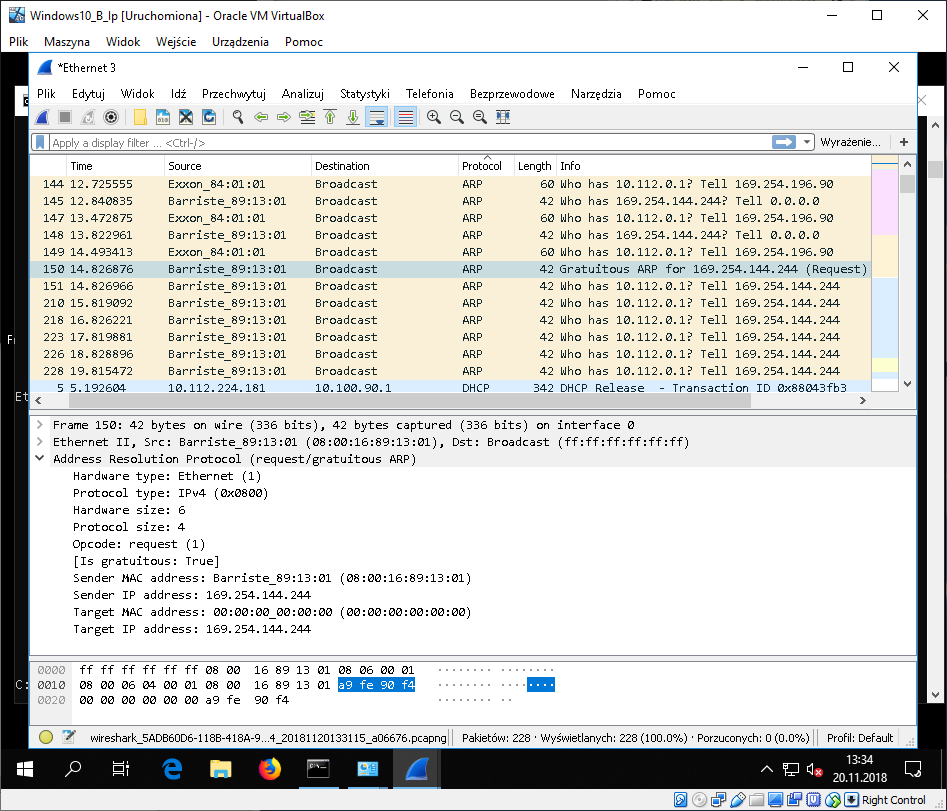 Windows10_B_lp [Uruchomiona] - Oracle VM VirtualBox
Plik Maszyna Widok Wejście Urządzenia Pomoc
*Ethernet 3
Plik Edytuj Widok Idź Przechwytuj Analizuj Statystyki Telefonia Bezprzewodowe Narzędzia Pomoc
Apply a display filter ... <Ctrl-/> Wyrażenie... +
Time Source Destination Protocol Length Info
144 12.725555 Exxon_84:01:01 Broadcast ARP 60 Who has 10.112.0.1? Tell 169.254.196.90
145 12.840835 Barriste_89:13:01 Broadcast ARP 42 Who has 169.254.144.244? Tell 0.0.0.0
147 13.472875 Exxon_84:01:01 Broadcast ARP 60 Who has 10.112.0.1? Tell 169.254.196.90
148 13.822961 Barriste_89:13:01 Broadcast ARP 42 Who has 169.254.144.244? Tell 0.0.0.0
149 14.493413 Exxon_84:01:01 Broadcast ARP 60 Who has 10.112.0.1? Tell 169.254.196.90
150 14.826876 Barriste_89:13:01 Broadcast ARP 42 Gratuitous ARP for 169.254.144.244 (Request)
151 14.826966 Barriste_89:13:01 Broadcast ARP 42 Who has 10.112.0.1? Tell 169.254.144.244
210 15.819092 Barriste_89:13:01 Broadcast ARP 42 Who has 10.112.0.1? Tell 169.254.144.244
218 16.826221 Barriste_89:13:01 Broadcast ARP 42 Who has 10.112.0.1? Tell 169.254.144.244
223 17.819881 Barriste_89:13:01 Broadcast ARP 42 Who has 10.112.0.1? Tell 169.254.144.244
226 18.828896 Barriste_89:13:01 Broadcast ARP 42 Who has 10.112.0.1? Tell 169.254.144.244
228 19.815472 Barriste_89:13:01 Broadcast ARP 42 Who has 10.112.0.1? Tell 169.254.144.244
5 5.192604 10.112.224.181 10.100.90.1 DHCP 342 DHCP Release - Transaction ID 0x88043fb3
Frame 150: 42 bytes on wire (336 bits), 42 bytes captured (336 bits) on interface 0
Ethernet II, Src: Barriste_89:13:01 (08:00:16:89:13:01), Dst: Broadcast (ff:ff:ff:ff:ff:ff)
Address Resolution Protocol (request/gratuitous ARP)
Hardware type: Ethernet (1)
Protocol type: IPv4 (0x0800)
Hardware size: 6
Protocol size: 4
Opcode: request (1)
[Is gratuitous: True]
Sender MAC address: Barriste_89:13:01 (08:00:16:89:13:01)
Sender IP address: 169.254.144.244
Target MAC address: 00:00:00_00:00:00 (00:00:00:00:00:00)
Target IP address: 169.254.144.244
0000 ff ff ff ff ff ff 08 00 16 89 13 01 08 06 00 01 ········ ········
0010 08 00 06 04 00 01 08 00 16 89 13 01 a9 fe 90 f4 ········ ········
0020 00 00 00 00 00 00 a9 fe 90 f4 ········ ··
C:
wireshark_5ADB60D6-118B-418A-9...4_20181120133115_a06676.pcapng Pakietów: 228 · Wyświetlanych: 228 (100.0%) · Porzuconych: 0 (0.0%) Profil: Default
13:34
20.11.2018
Right Control